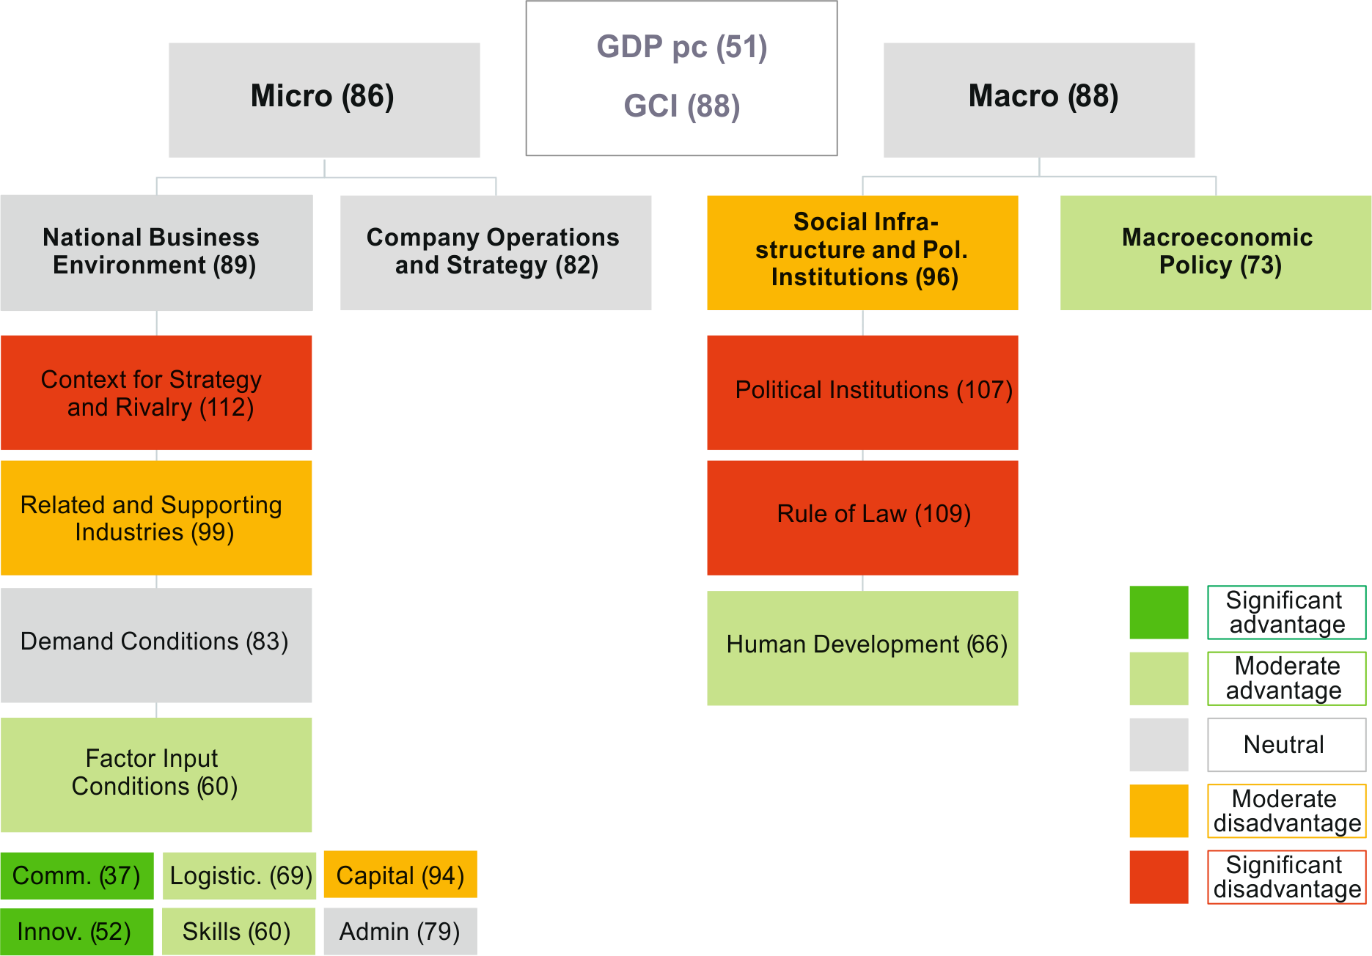 GDP pc (51)
GCI (88)
Micro (86)
Macro (88)
National Business
Environment (89)
Company Operations
and Strategy (82)
Social Infra-
structure and Pol.
Institutions (96)
Macroeconomic
Policy (73)
Context for Strategy
and Rivalry (112)
Related and Supporting
Industries (99)
Demand Conditions (83)
Factor Input
Conditions (60)
Comm. (37)
Logistic. (69)
Capital (94)
Innov. (52)
Skills (60)
Admin (79)
Political Institutions (107)
Rule of Law (109)
Human Development (66)
Significant
advantage
Moderate
advantage
Neutral
Moderate
disadvantage
Significant
disadvantage